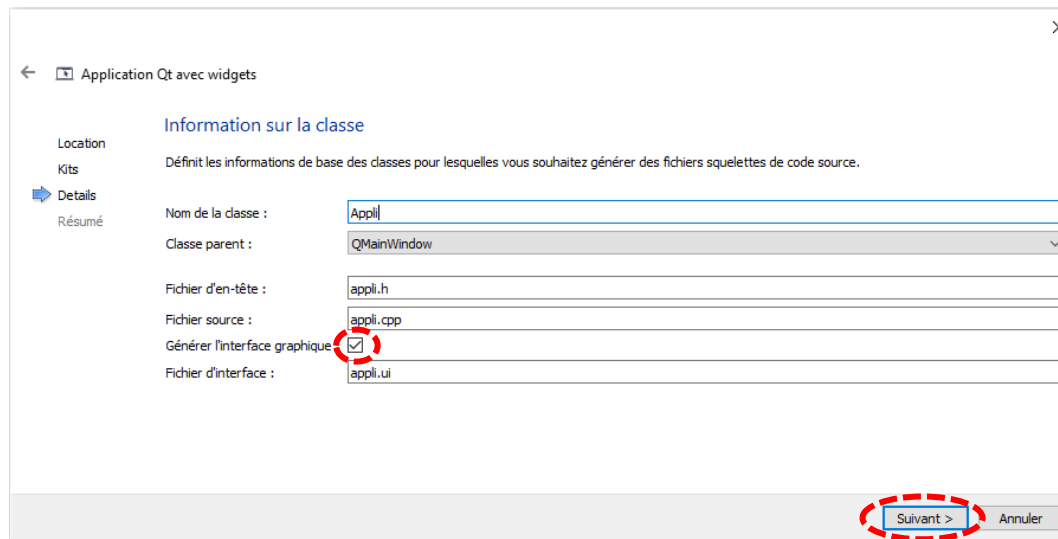 Application Qt avec widgets
Information sur la classe
Location
Kits
Details
Résumé
Définit les informations de base des classes pour lesquelles vous souhaitez générer des fichiers squelettes de code source.
Nom de la classe : Appli
Classe parent : QMainWindow
Fichier d'en-tête : appli.h
Fichier source : appli.cpp
Générer l'interface graphique
Fichier d'interface : appli.ui
Suivant > Annuler